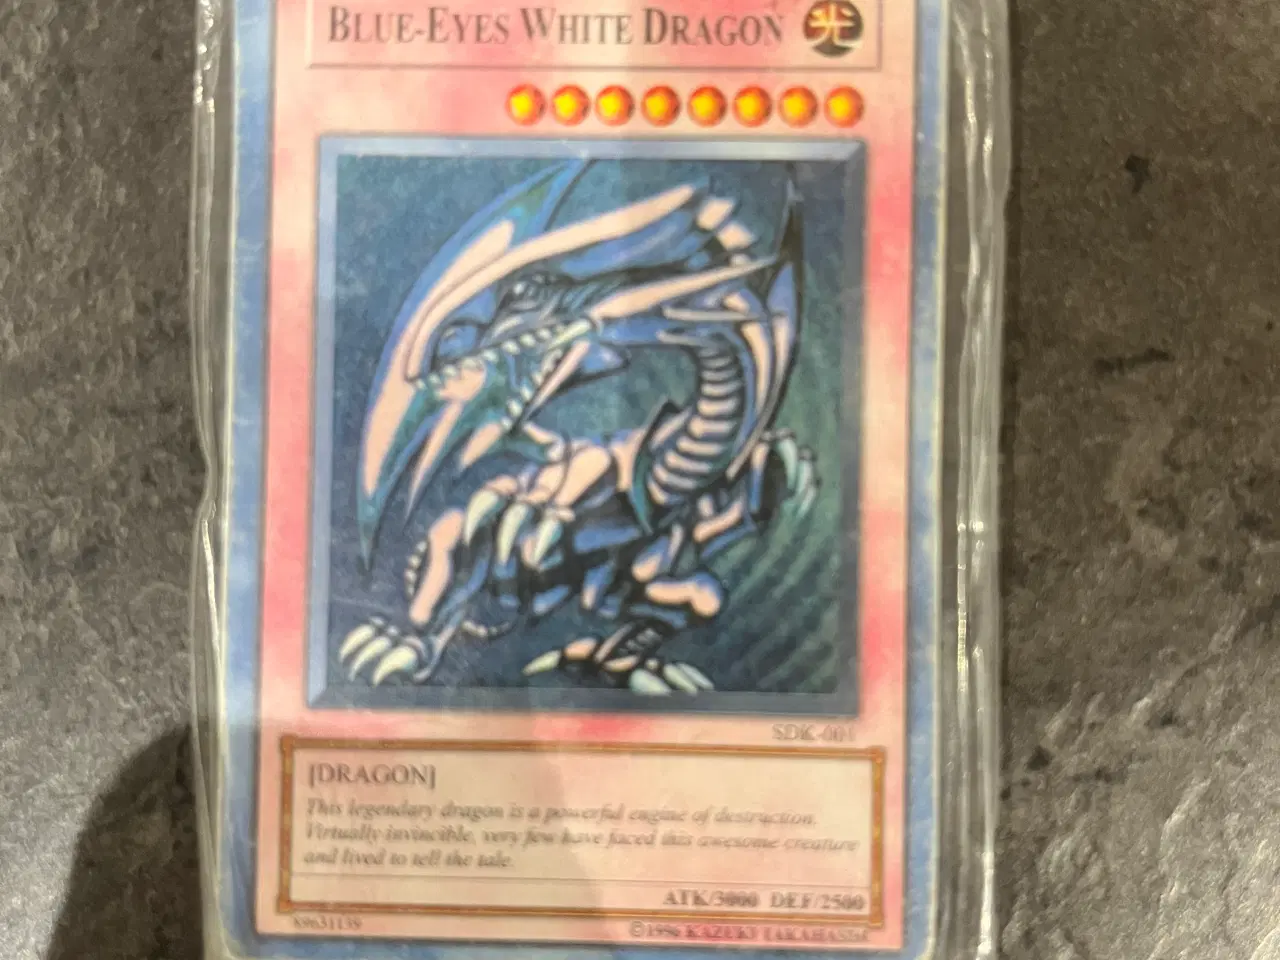 BLUE-EYES WHITE DRAGON
光
SDK-001
[DRAGON]
This legendary dragon is a powerful engine of destruction.
Virtually invincible, very few have faced this awesome creature
and lived to tell the tale.
ATK/3000 DEF/2500
89631139
©1996 KAZUKI TAKAHASHI